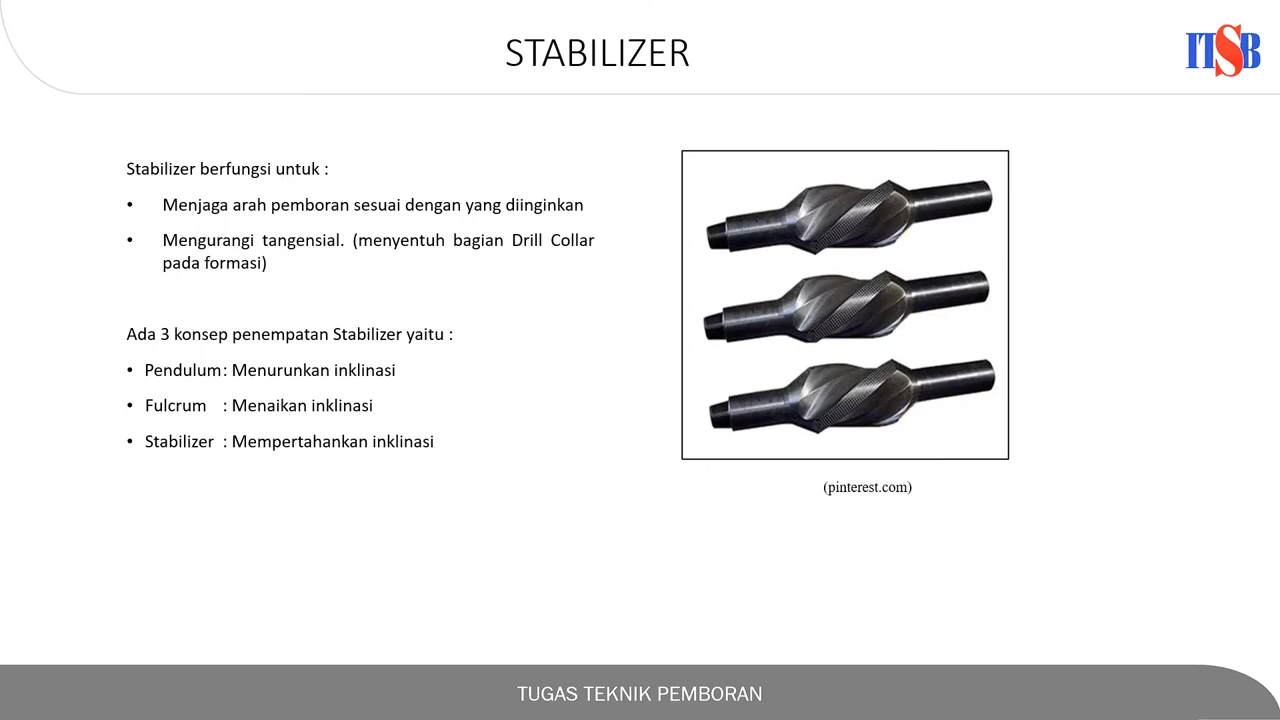 STABILIZER
ITSB
Stabilizer berfungsi untuk :
• Menjaga arah pemboran sesuai dengan yang diinginkan
• Mengurangi tangensial. (menyentuh bagian Drill Collar
pada formasi)
Ada 3 konsep penempatan Stabilizer yaitu :
• Pendulum : Menurunkan inklinasi
• Fulcrum : Menaikan inklinasi
• Stabilizer : Mempertahankan inklinasi
(pinterest.com)
TUGAS TEKNIK PEMBORAN